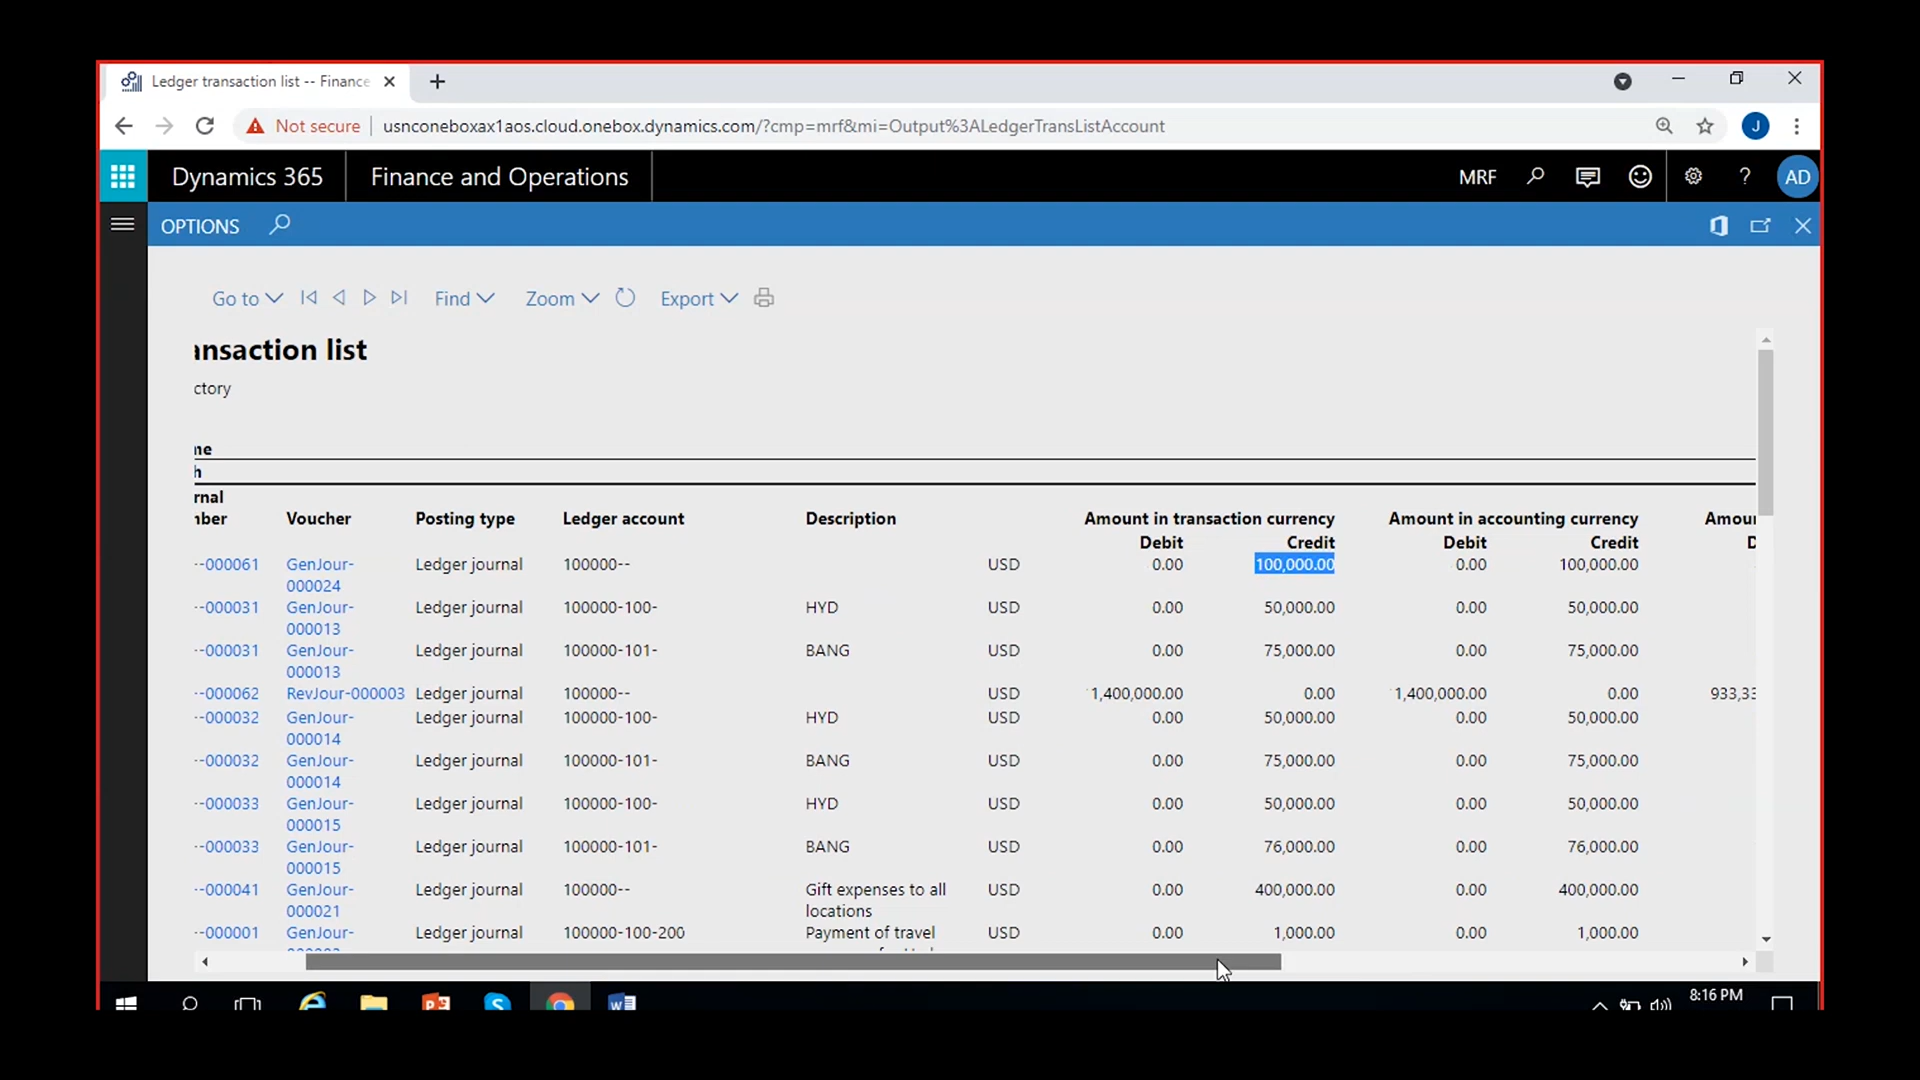 Ledger transaction list -- Finance
Not secure
usnconeboxax1aos.cloud.onebox.dynamics.com/?cmp=mrf&mi=Output%3ALedgerTransListAccount
J
Dynamics 365
Finance and Operations
MRF
?
AD
OPTIONS
Go to
Find
Zoom
Export
ansaction list
ctory
ne
h
rnal
nber Voucher Posting type Ledger account Description Amount in transaction currency Amount in accounting currency Amou
Debit Credit Debit Credit D
--000061 GenJour- Ledger journal 100000-- USD 0.00 100,000.00 0.00 100,000.00
000024
--000031 GenJour- Ledger journal 100000-100- HYD USD 0.00 50,000.00 0.00 50,000.00
000013
--000031 GenJour- Ledger journal 100000-101- BANG USD 0.00 75,000.00 0.00 75,000.00
000013
--000062 RevJour-000003 Ledger journal 100000-- USD 1,400,000.00 0.00 1,400,000.00 0.00 933,33
--000032 GenJour- Ledger journal 100000-100- HYD USD 0.00 50,000.00 0.00 50,000.00
000014
--000032 GenJour- Ledger journal 100000-101- BANG USD 0.00 75,000.00 0.00 75,000.00
000014
--000033 GenJour- Ledger journal 100000-100- HYD USD 0.00 50,000.00 0.00 50,000.00
000015
--000033 GenJour- Ledger journal 100000-101- BANG USD 0.00 76,000.00 0.00 76,000.00
000015
--000041 GenJour- Ledger journal 100000-- Gift expenses to all USD 0.00 400,000.00 0.00 400,000.00
000021 locations
--000001 GenJour- Ledger journal 100000-100-200 Payment of travel USD 0.00 1,000.00 0.00 1,000.00
8:16 PM